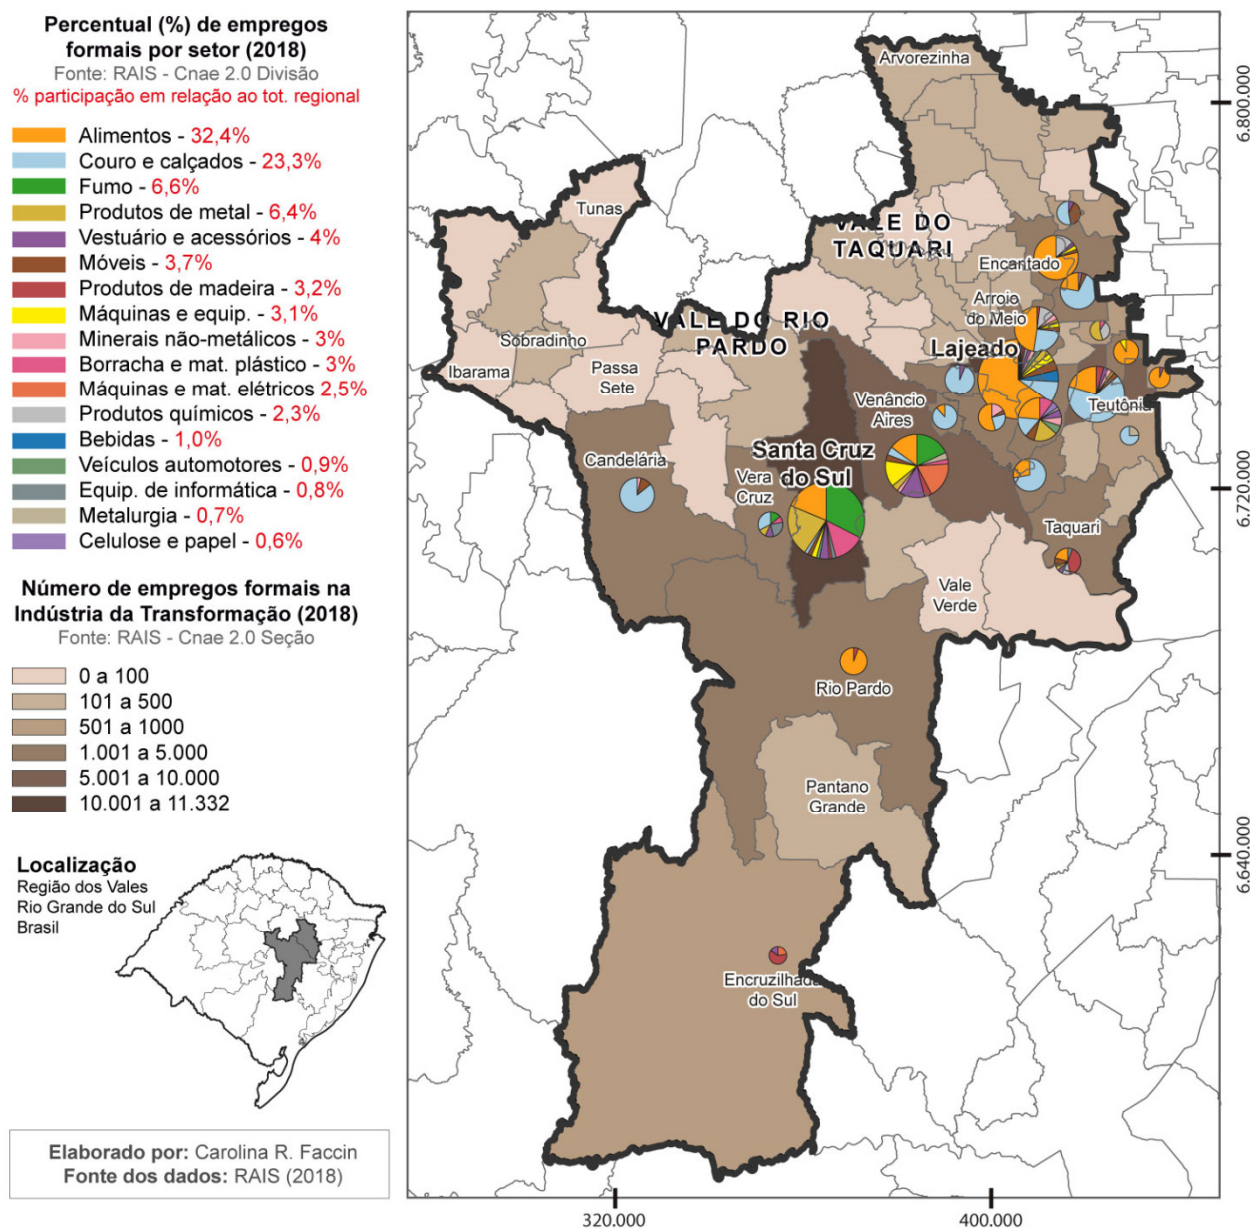 Percentual (%) de empregos
formais por setor (2018)
Fonte: RAIS - Cnae 2.0 Divisão
% participação em relação ao tot. regional
Alimentos - 32,4%
Couro e calçados - 23,3%
Fumo - 6,6%
Produtos de metal - 6,4%
Vestuário e acessórios - 4%
Móveis - 3,7%
Produtos de madeira - 3,2%
Máquinas e equip. - 3,1%
Minerais não-metálicos - 3%
Borracha e mat. plástico - 3%
Máquinas e mat. elétricos 2,5%
Produtos químicos - 2,3%
Bebidas - 1,0%
Veículos automotores - 0,9%
Equip. de informática - 0,8%
Metalurgia - 0,7%
Celulose e papel - 0,6%
Número de empregos formais na
Indústria da Transformação (2018)
Fonte: RAIS - Cnae 2.0 Seção
0 a 100
101 a 500
501 a 1000
1.001 a 5.000
5.001 a 10.000
10.001 a 11.332
Localização
Região dos Vales
Rio Grande do Sul
Brasil
Elaborado por: Carolina R. Faccin
Fonte dos dados: RAIS (2018)
Arvorezinha
Tunas
VALE DO
TAQUARI
Encantado
Arroio
do Meio
VALE DO RIO
PARDO
Sobradinho
Lajeado
Ibarama
Passa
Sete
Venâncio
Aires
Teutônia
Santa Cruz
do Sul
Candelária
Vera
Cruz
Taquari
Vale
Verde
Rio Pardo
Pantano
Grande
Encruzilhada
do Sul
6.800.000
6.720.000
6.640.000
320.000
400.000